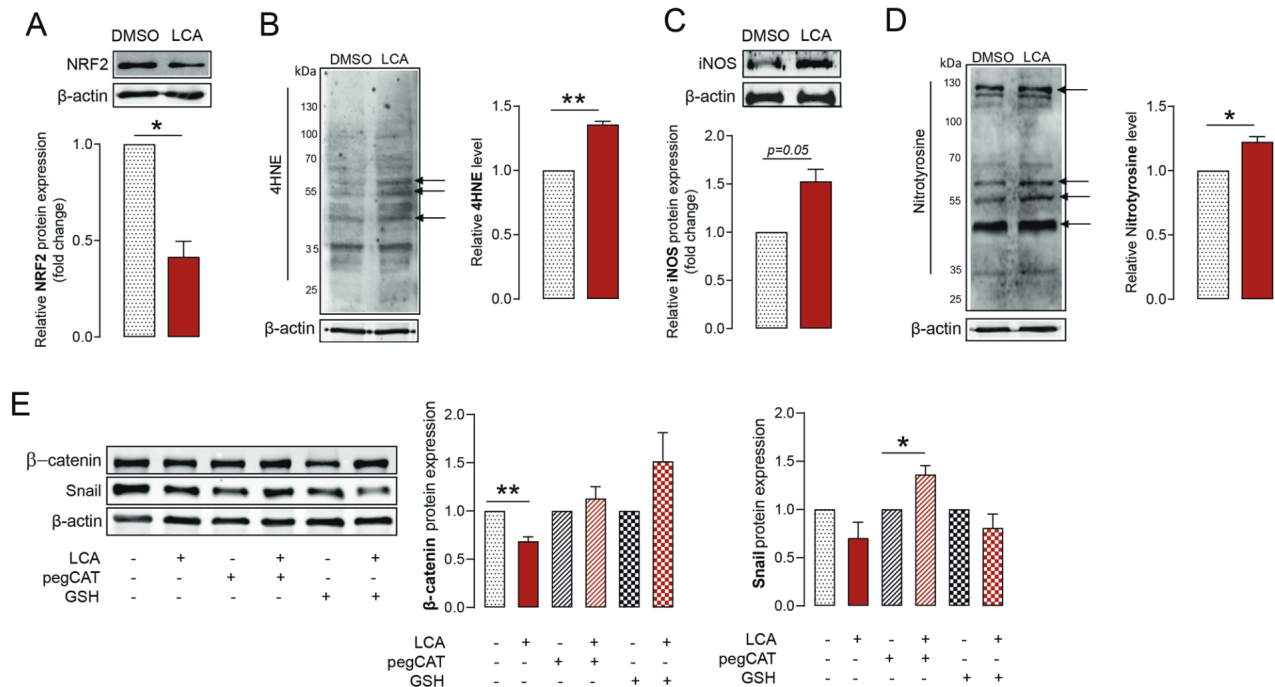 A
DMSO LCA
NRF2
β-actin
*
1.0
0.5
0.0
Relative NRF2 protein expression
(fold change)
B
DMSO LCA
kDa
130
100
70
55
35
25
4HNE
β-actin
**
1.5
1.0
0.5
0.0
Relative 4HNE level
C
DMSO LCA
iNOS
β-actin
p=0.05
2.0
1.5
1.0
0.5
0.0
Relative iNOS protein expression
(fold change)
D
DMSO LCA
kDa
130
100
70
55
35
25
Nitrotyrosine
β-actin
*
1.5
1.0
0.5
0.0
Relative Nitrotyrosine level
E
β-catenin
Snail
β-actin
LCA - + - + - +
pegCAT - - + + - -
GSH - - - - + +
**
2.0
1.5
1.0
0.5
0.0
β-catenin protein expression
LCA - + - + - +
pegCAT - - + + - -
GSH - - - - + +
*
2.0
1.5
1.0
0.5
0.0
Snail protein expression
LCA - + - + - +
pegCAT - - + + - -
GSH - - - - + +